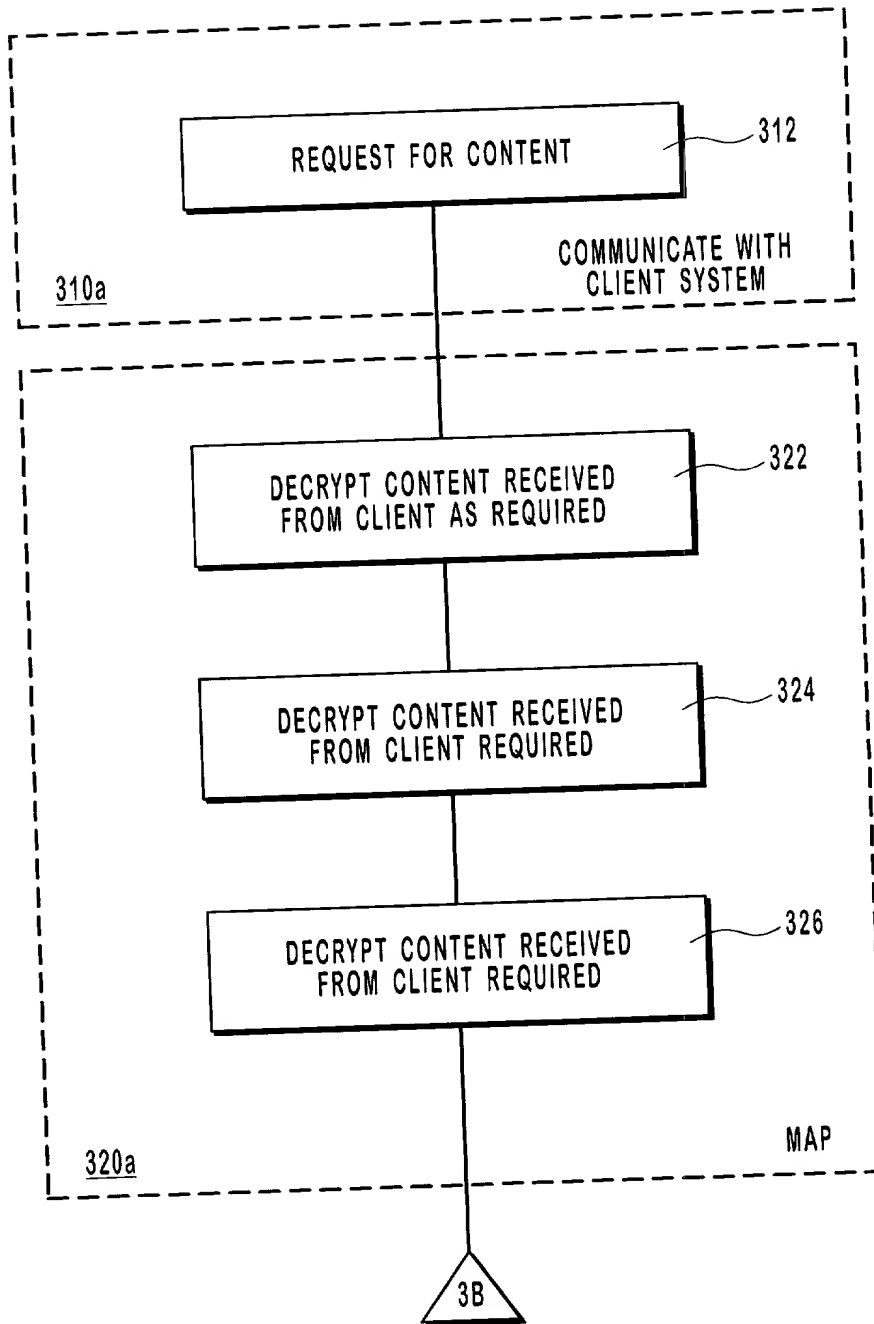 REQUEST FOR CONTENT
312
COMMUNICATE WITH
CLIENT SYSTEM
310a
DECRYPT CONTENT RECEIVED
FROM CLIENT AS REQUIRED
322
DECRYPT CONTENT RECEIVED
FROM CLIENT REQUIRED
324
DECRYPT CONTENT RECEIVED
FROM CLIENT REQUIRED
326
320a
MAP
3B